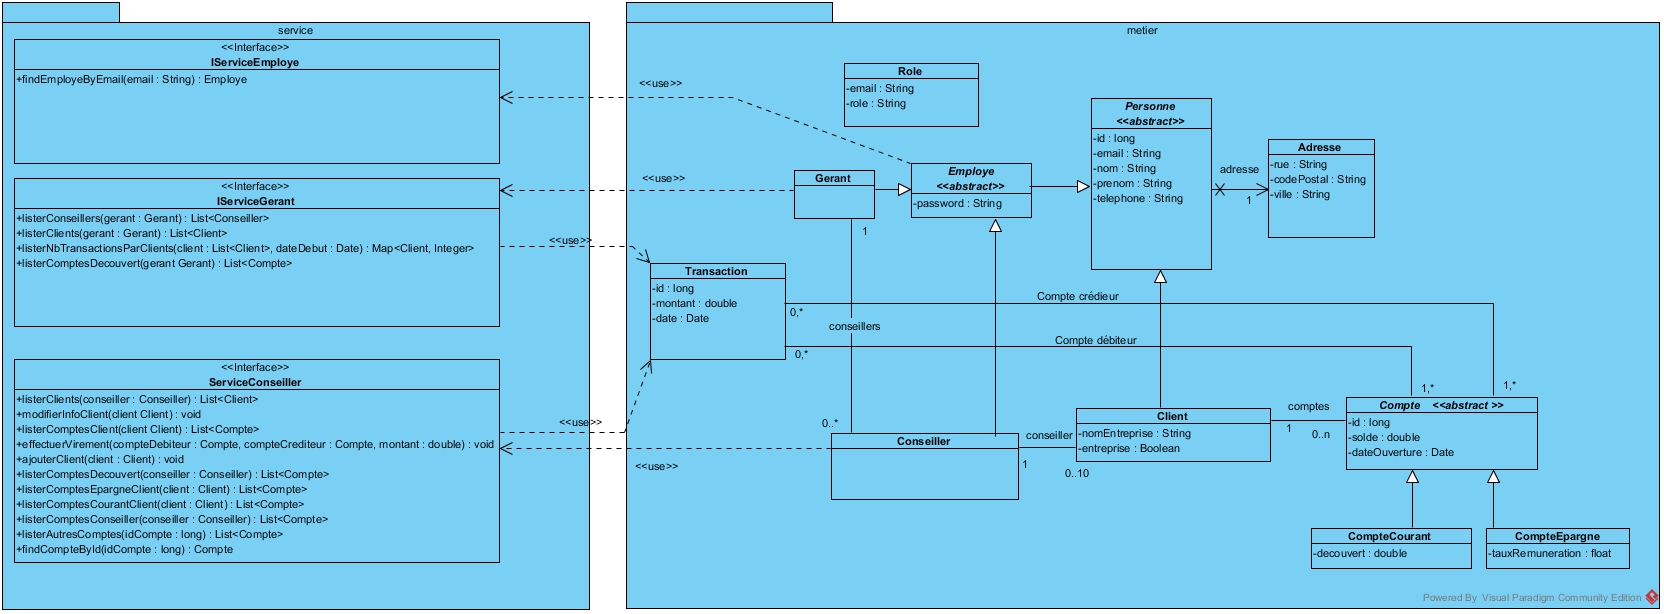 service
<<Interface>>
IServiceEmploye
+findEmployeByEmail(email : String) : Employe
<<Interface>>
IServiceGerant
+listerConseillers(gerant : Gerant) : List<Conseiller>
+listerClients(gerant : Gerant) : List<Client>
+listerNbTransactionsParClients(client : List<Client>, dateDebut : Date) : Map<Client, Integer>
+listerComptesDecouvert(gerant Gerant) : List<Compte>
<<Interface>>
ServiceConseiller
+listerClients(conseiller : Conseiller) : List<Client>
+modifierInfoClient(client Client) : void
+listerComptesClient(client Client) : List<Compte>
+effectuerVirement(compteDebiteur : Compte, compteCrediteur : Compte, montant : double) : void
+ajouterClient(client : Client) : void
+listerComptesDecouvert(conseiller : Conseiller) : List<Compte>
+listerComptesEpargneClient(client : Client) : List<Compte>
+listerComptesCourantClient(client : Client) : List<Compte>
+listerComptesConseiller(conseiller : Conseiller) : List<Compte>
+listerAutresComptes(idCompte : long) : List<Compte>
+findCompteById(idCompte : long) : Compte
<<use>>
<<use>>
<<use>>
<<use>>
<<use>>
metier
Role
-email : String
-role : String
Personne
<<abstract>>
-id : long
-email : String
-nom : String
-prenom : String
-telephone : String
adresse
1
Adresse
-rue : String
-codePostal : String
-ville : String
Gerant
1
Employe
<<abstract>>
-password : String
Transaction
-id : long
-montant : double
-date : Date
0,*
Compte crédieur
1,*
0,*
Compte débiteur
1,*
conseillers
0..*
Conseiller
1
conseiller
0..10
Client
-nomEntreprise : String
-entreprise : Boolean
comptes
1
0..n
Compte <<abstract >>
-id : long
-solde : double
-dateOuverture : Date
CompteCourant
-decouvert : double
CompteEpargne
-tauxRemuneration : float
Powered By Visual Paradigm Community Edition